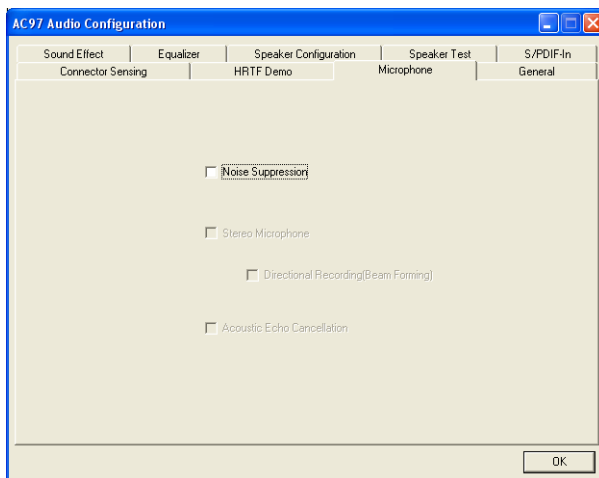 AC97 Audio Configuration
Sound Effect Equalizer Speaker Configuration Speaker Test S/PDIF-In
Connector Sensing HRTF Demo Microphone General
Noise Suppression
Stereo Microphone
Directional Recording(Beam Forming)
Acoustic Echo Cancellation
OK